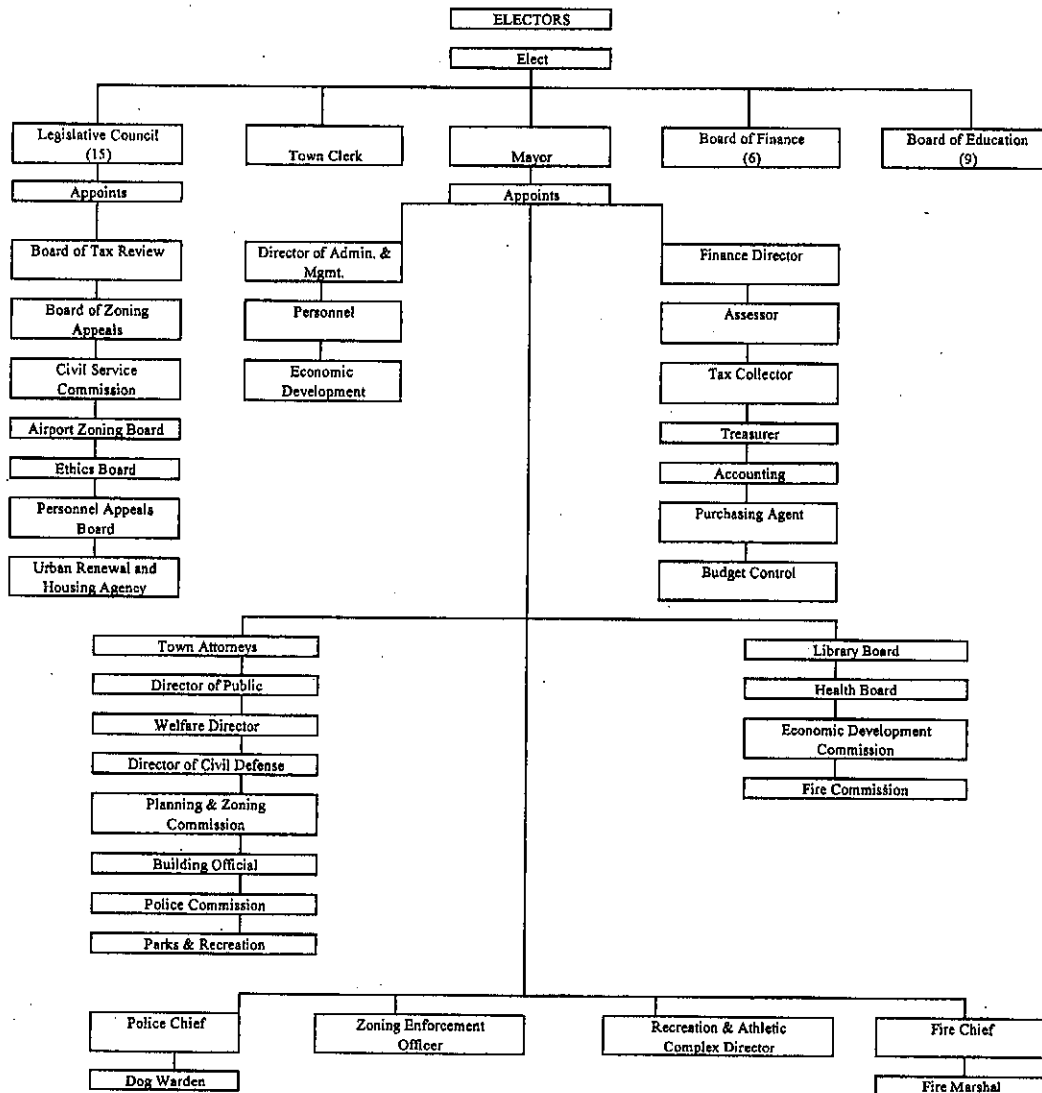 ELECTORS
Elect
Legislative Council
(15)
Town Clerk
Mayor
Board of Finance
(6)
Board of Education
(9)
Appoints
Appoints
Board of Tax Review
Director of Admin. &
Mgmt.
Finance Director
Board of Zoning
Appeals
Personnel
Assessor
Civil Service
Commission
Economic
Development
Tax Collector
Airport Zoning Board
Treasurer
Ethics Board
Accounting
Personnel Appeals
Board
Purchasing Agent
Urban Renewal and
Housing Agency
Budget Control
Town Attorneys
Library Board
Director of Public
Health Board
Welfare Director
Economic Development
Commission
Director of Civil Defense
Fire Commission
Planning & Zoning
Commission
Building Official
Police Commission
Parks & Recreation
Police Chief
Zoning Enforcement
Officer
Recreation & Athletic
Complex Director
Fire Chief
Dog Warden
Fire Marshal